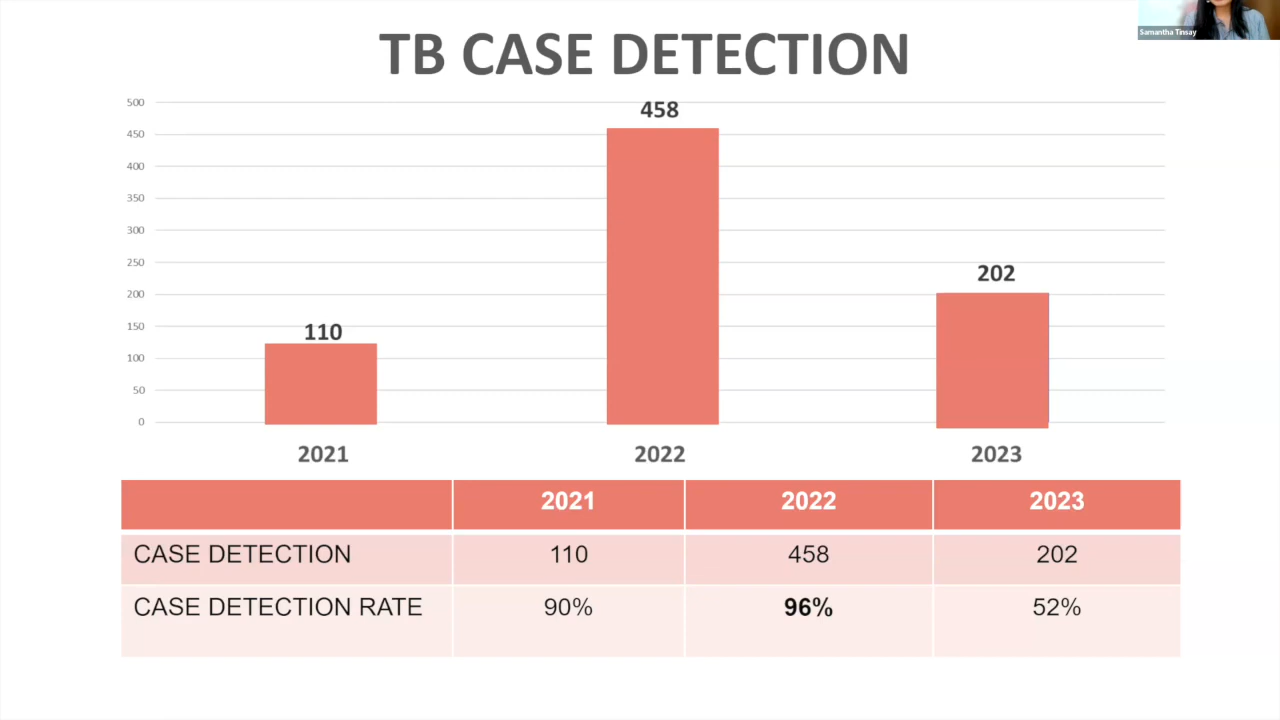 Samantha Tinsay
TB CASE DETECTION
500
450
400
350
300
250
200
150
100
50
0
110
458
202
2021 2022 2023
2021 2022 2023
CASE DETECTION 110 458 202
CASE DETECTION RATE 90% 96% 52%